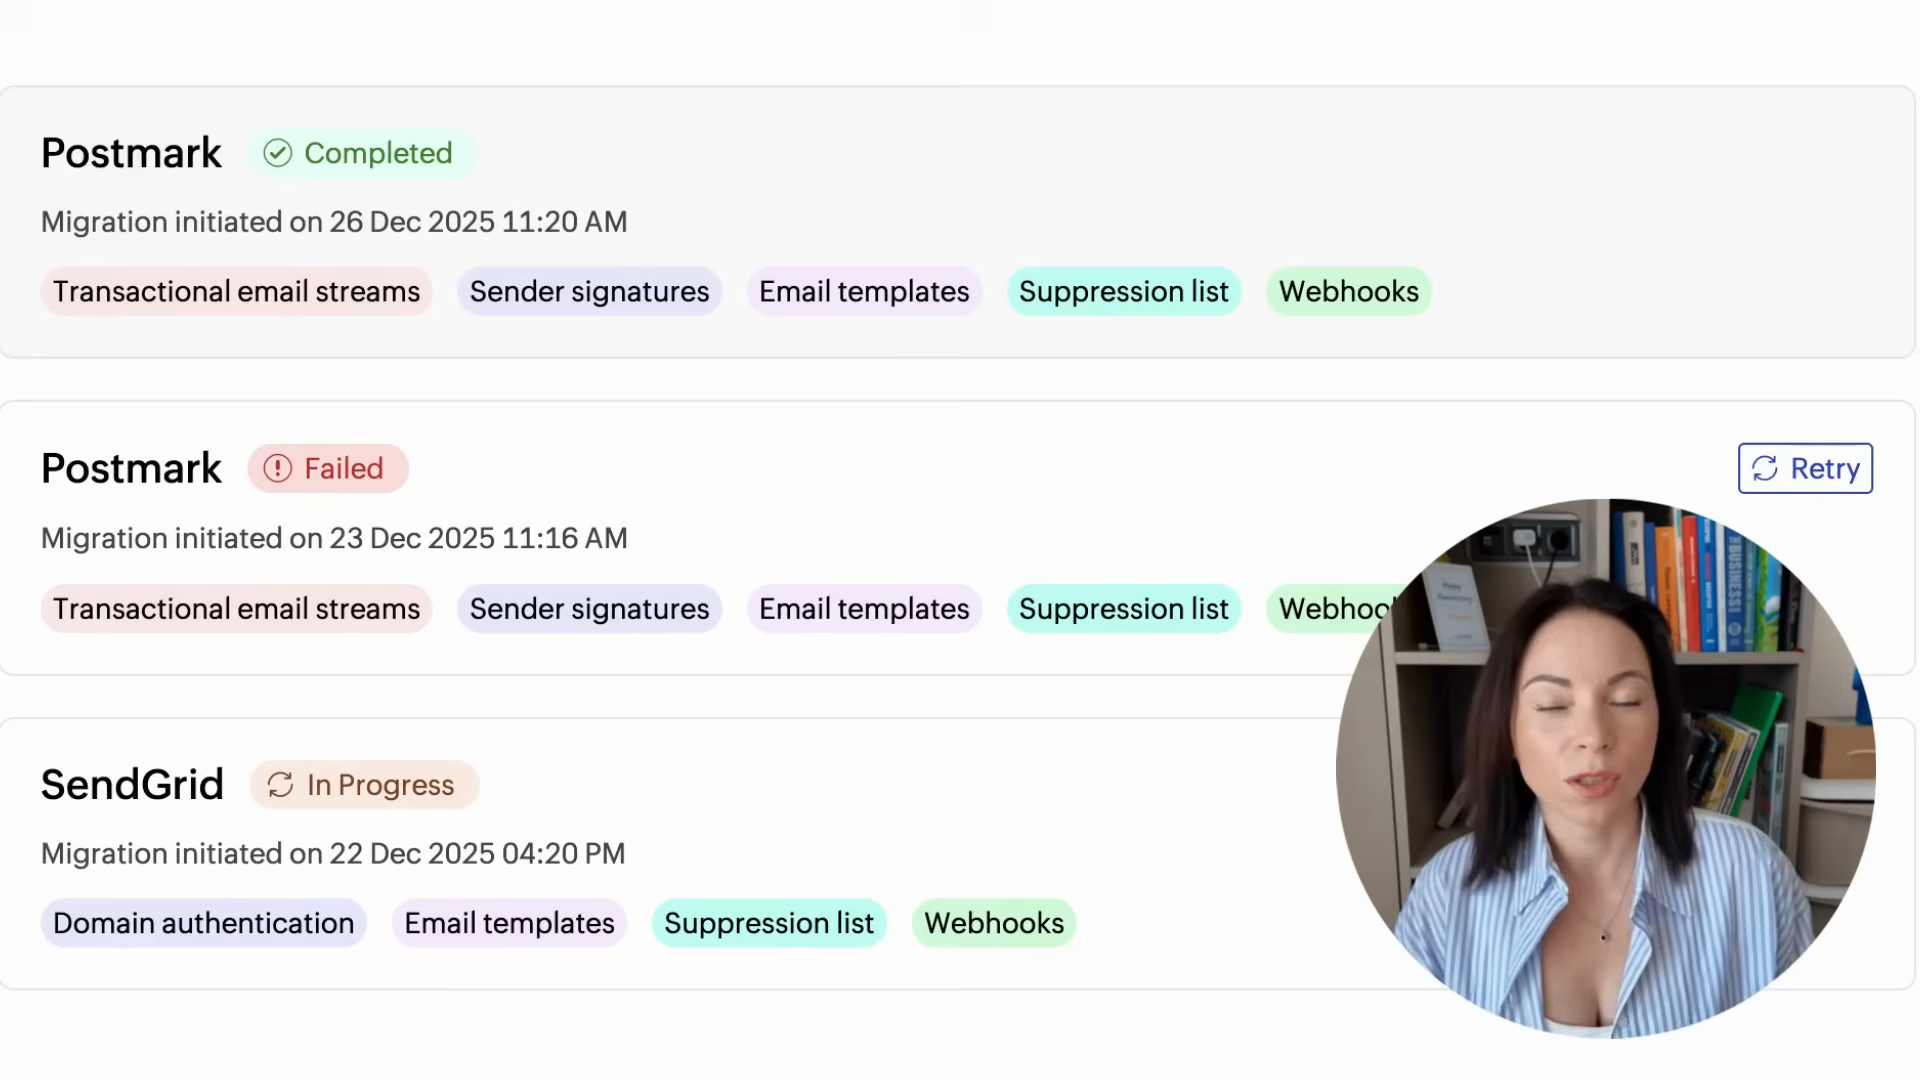 Postmark Completed
Migration initiated on 26 Dec 2025 11:20 AM
Transactional email streams Sender signatures Email templates Suppression list Webhooks
Postmark Failed Retry
Migration initiated on 23 Dec 2025 11:16 AM
Transactional email streams Sender signatures Email templates Suppression list
SendGrid In Progress
Migration initiated on 22 Dec 2025 04:20 PM
Domain authentication Email templates Suppression list Webhooks
BUSINESS